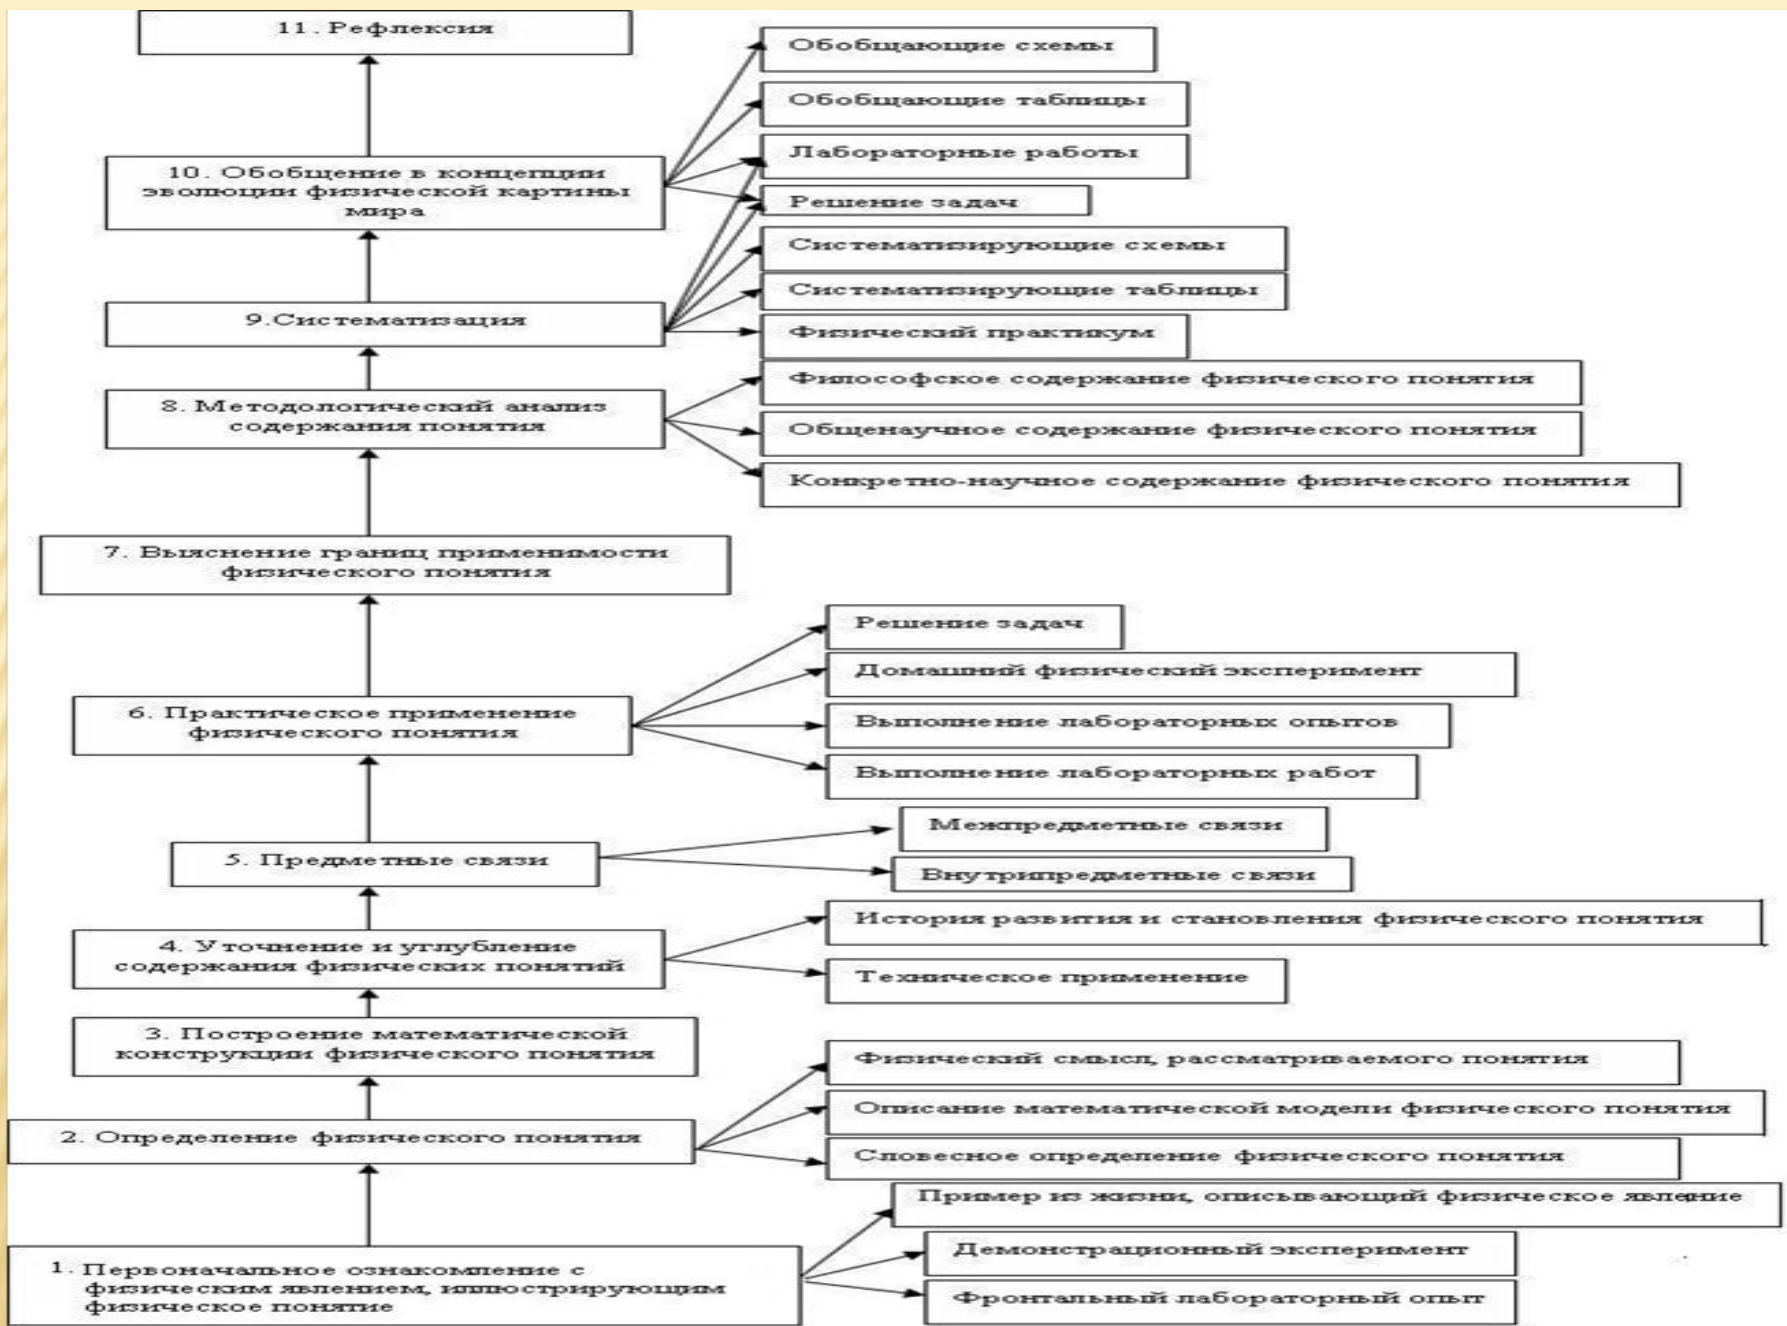 11. Рефлексия
Обобщающие схемы
Обобщающие таблицы
Лабораторные работы
10. Обобщение в концепции
эволюции физической картины
мира
Решение задач
Систематизирующие схемы
Систематизирующие таблицы
9.Систематизация
Физический практикум
Философское содержание физического понятия
8. Методологический анализ
содержания понятия
Общенаучное содержание физического понятия
Конкретно-научное содержание физического понятия
7. Выяснение границ применимости
физического понятия
Решение задач
Домашний физический эксперимент
6. Практическое применение
физического понятия
Выполнение лабораторных опытов
Выполнение лабораторных работ
Межпредметные связи
5. Предметные связи
Внутрипредметные связи
История развития и становления физического понятия
4. Уточнение и углубление
содержания физических понятий
Техническое применение
3. Построение математической
конструкции физического понятия
Физический смысл, рассматриваемого понятия
Описание математической модели физического понятия
2. Определение физического понятия
Словесное определение физического понятия
Пример из жизни, описывающий физическое явление
Демонстрационный эксперимент
1. Первоначальное ознакомление с
физическим явлением, иллюстрирующим
физическое понятие
Фронтальный лабораторный опыт